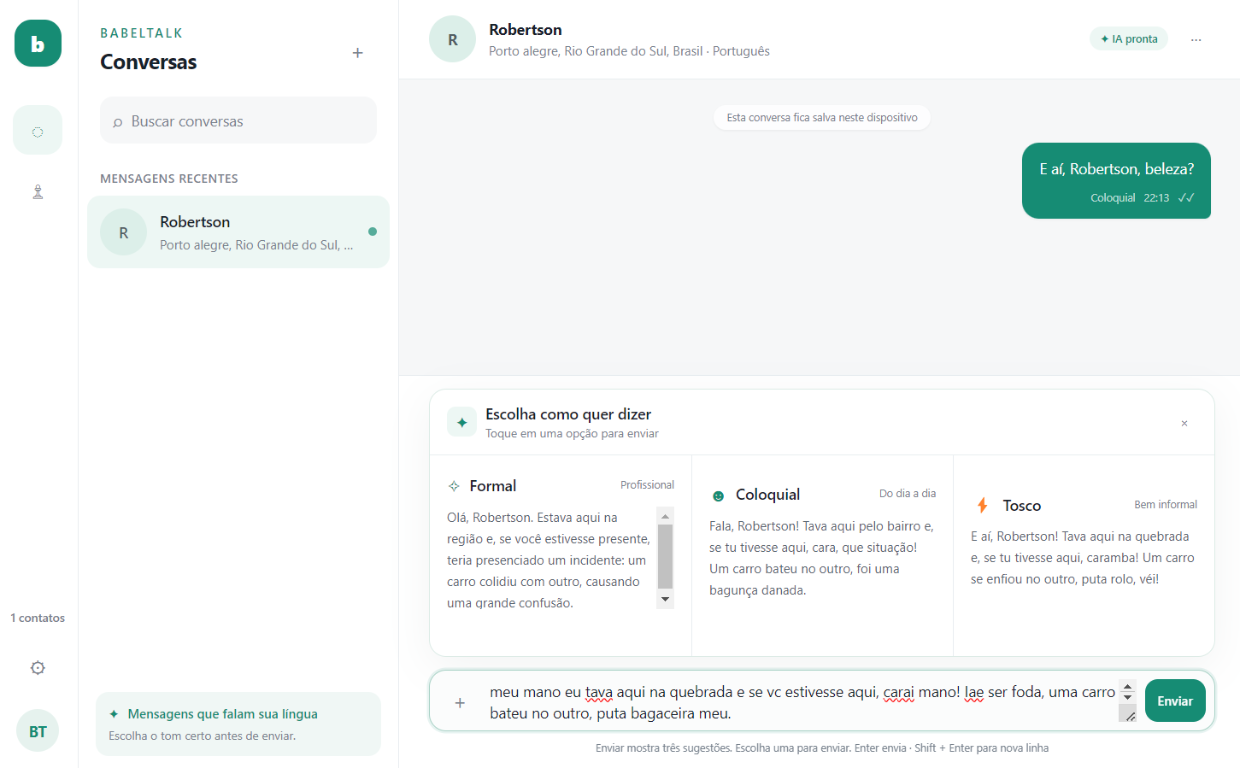 b
BABELTALK
Conversas
+
Buscar conversas
MENSAGENS RECENTES
R
Robertson
Porto alegre, Rio Grande do Sul, ...
1 contatos
BT
Mensagens que falam sua língua
Escolha o tom certo antes de enviar.
R
Robertson
Porto alegre, Rio Grande do Sul, Brasil · Português
IA pronta
...
Esta conversa fica salva neste dispositivo
E aí, Robertson, beleza?
Coloquial 22:13 ✓✓
Escolha como quer dizer
Toque em uma opção para enviar
×
Formal
Profissional
Olá, Robertson. Estava aqui na
região e, se você estivesse presente,
teria presenciado um incidente: um
carro colidiu com outro, causando
uma grande confusão.
Coloquial
Do dia a dia
Fala, Robertson! Tava aqui pelo bairro e,
se tu tivesse aqui, cara, que situação!
Um carro bateu no outro, foi uma
bagunça danada.
Tosco
Bem informal
E aí, Robertson! Tava aqui na quebrada
e, se tu tivesse aqui, caramba! Um carro
se enfiou no outro, puta rolo, véi!
+
meu mano eu tava aqui na quebrada e se vc estivesse aqui, carai mano! Iae ser foda, uma carro
bateu no outro, puta bagaceira meu.
Enviar
Enviar mostra três sugestões. Escolha uma para enviar. Enter envia · Shift + Enter para nova linha